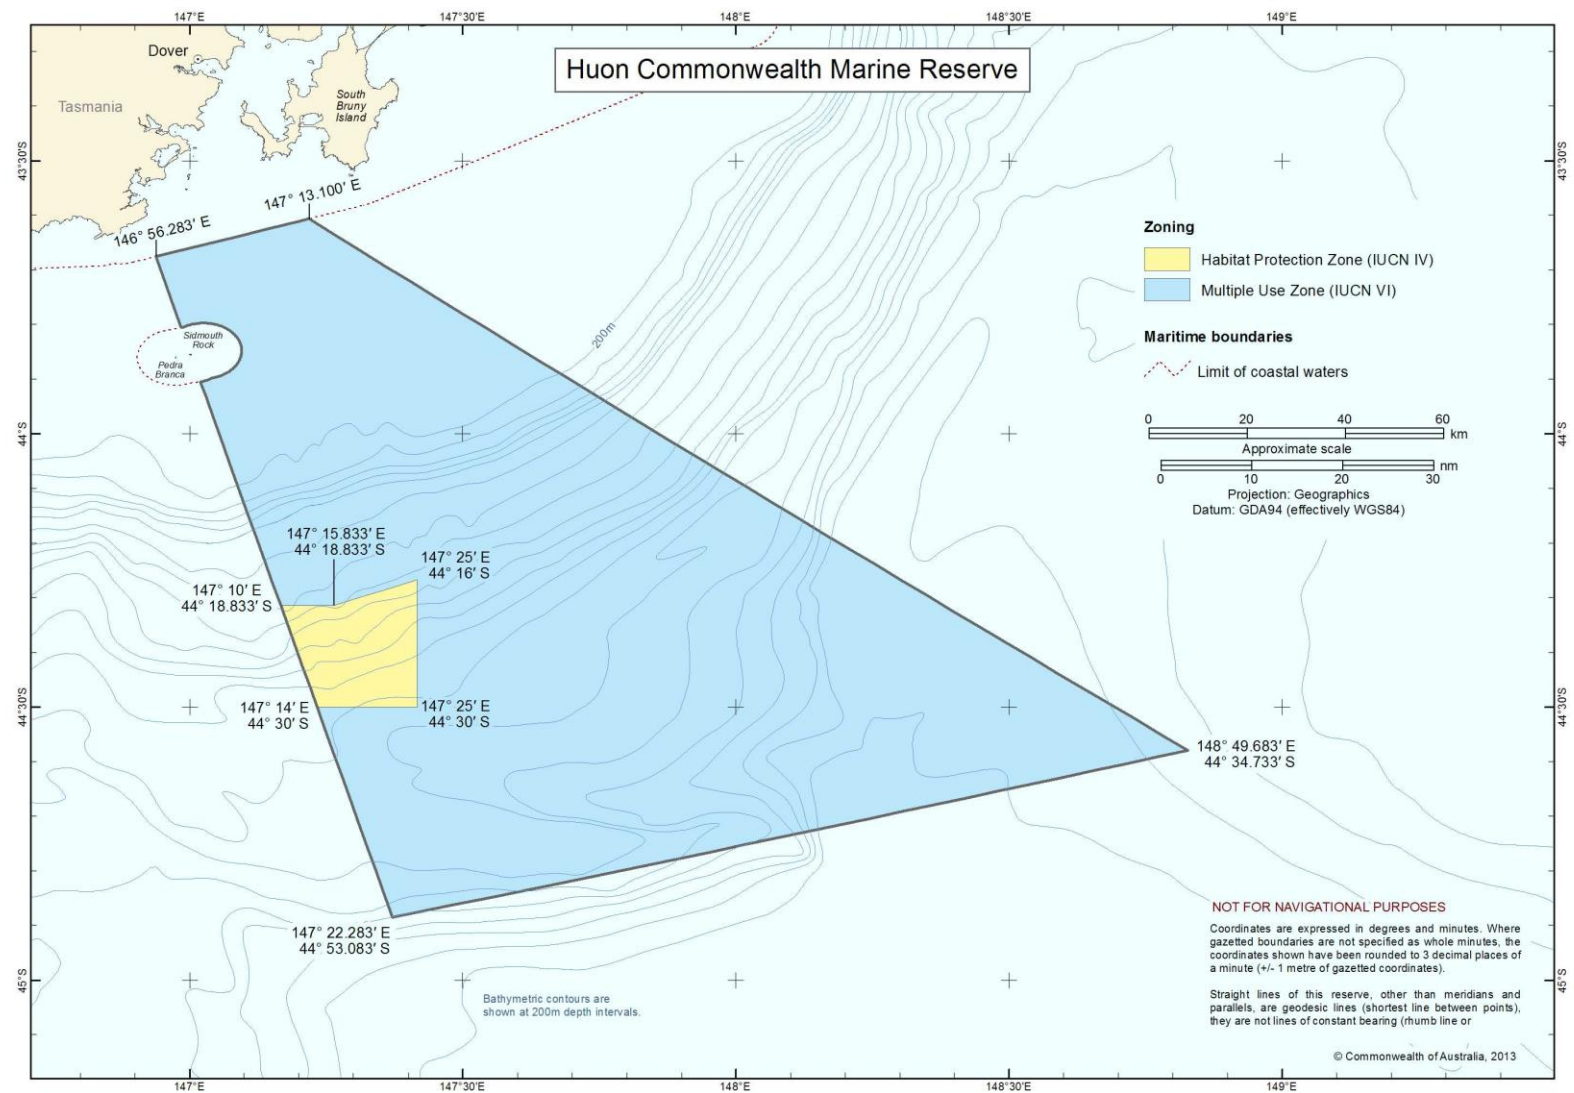 147°E
147°30'E
148°E
148°30'E
149°E
Dover
Huon Commonwealth Marine Reserve
Tasmania
South
Bruny
Island
43°30'S
43°30'S
147° 13.100′ E
146° 56.283′ E
Zoning
Habitat Protection Zone (IUCN IV)
Multiple Use Zone (IUCN VI)
200m
Sidmouth
Rock
Pedra
Branca
Maritime boundaries
Limit of coastal waters
44°S
44°S
0 20 40 60
km
Approximate scale
nm
0 10 20 30
Projection: Geographics
Datum: GDA94 (effectively WGS84)
147° 15.833′ E
44° 18.833′ S
147° 25′ E
44° 16′ S
147° 10′ E
44° 18.833′ S
147° 14′ E
44° 30′ S
147° 25′ E
44° 30′ S
44°30'S
44°30'S
148° 49.683′ E
44° 34.733′ S
147° 22.283′ E
44° 53.083′ S
NOT FOR NAVIGATIONAL PURPOSES
Coordinates are expressed in degrees and minutes. Where
gazetted boundaries are not specified as whole minutes, the
coordinates shown have been rounded to 3 decimal places of
a minute (+/- 1 metre of gazetted coordinates).
Straight lines of this reserve, other than meridians and
parallels, are geodesic lines (shortest line between points),
they are not lines of constant bearing (rhumb line or
45°S
45°S
Bathymetric contours are
shown at 200m depth intervals.
© Commonwealth of Australia, 2013
147°E
147°30'E
148°E
148°30'E
149°E